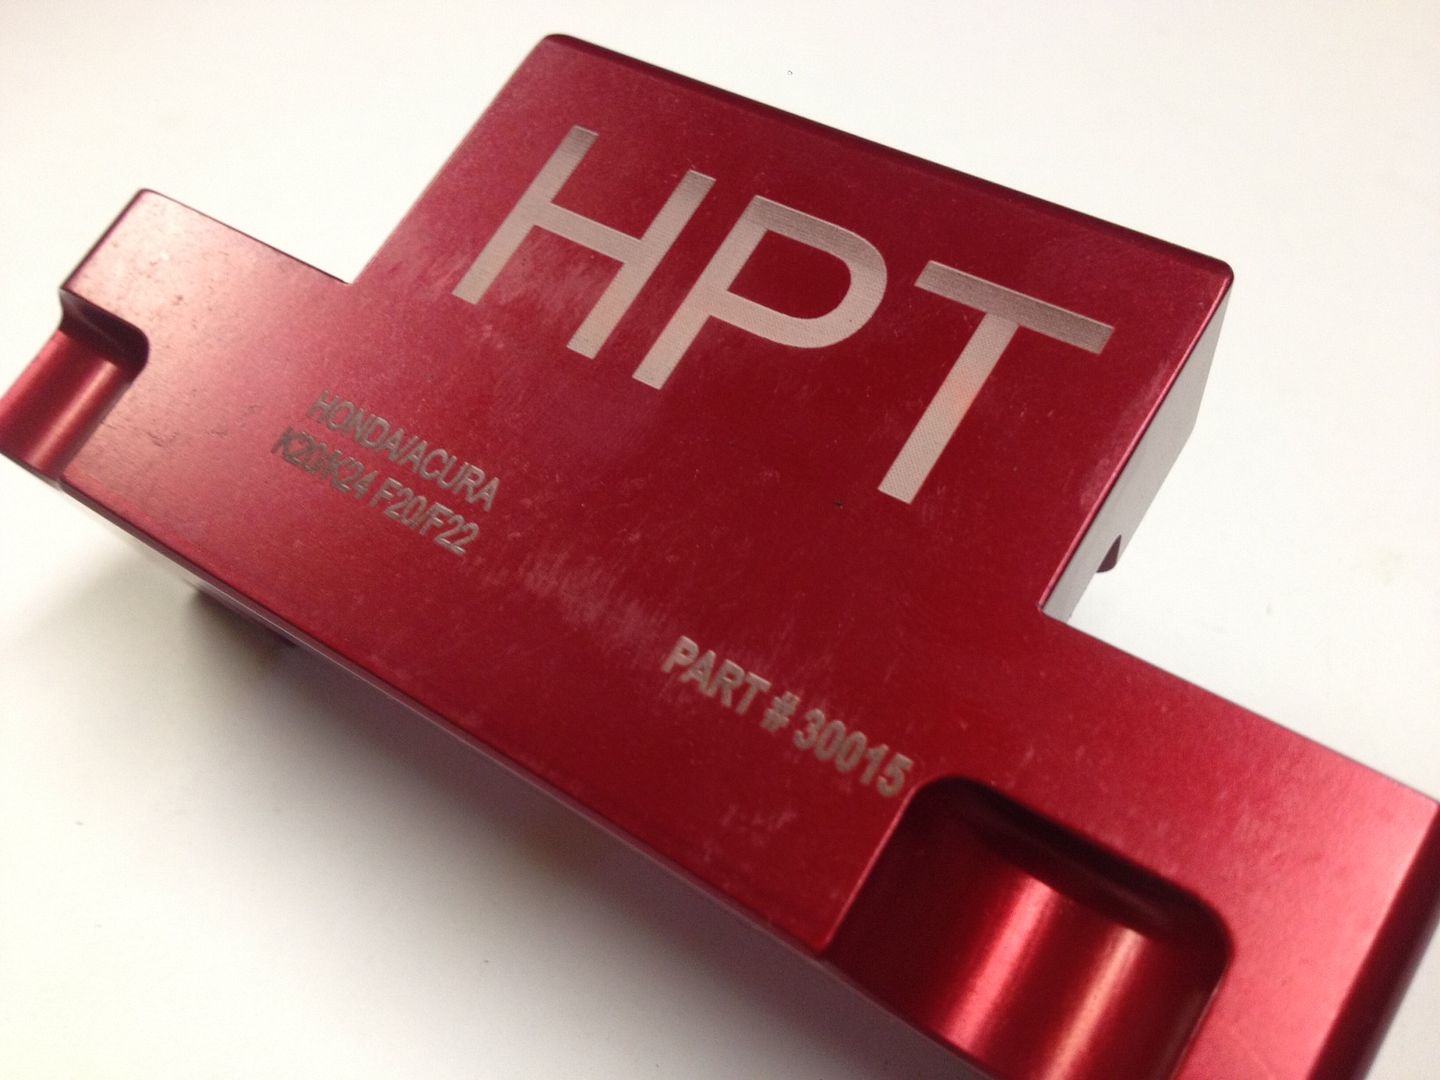 HPT
HONDA/ACURA
K20/K24 F20/F22
PART # 30015